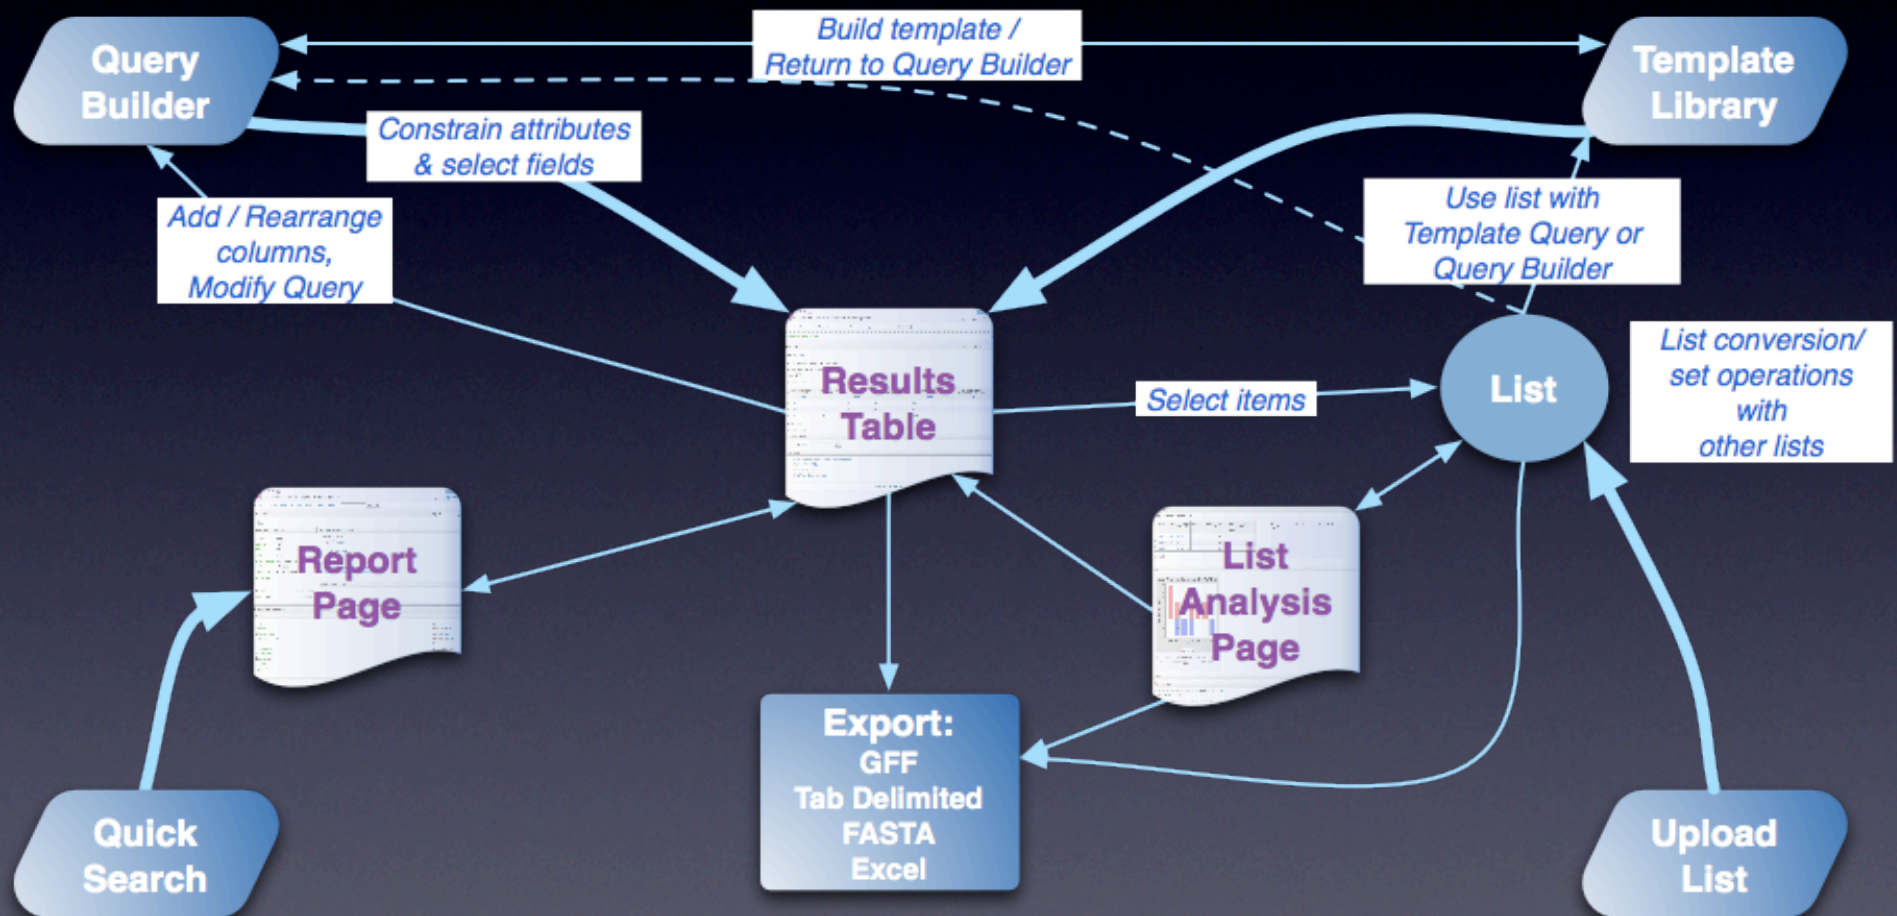 Query
Builder
Build template /
Return to Query Builder
Template
Library
Constrain attributes
& select fields
Add / Rearrange
columns,
Modify Query
Use list with
Template Query or
Query Builder
Results
Table
Select items
List
List conversion/
set operations
with
other lists
Report
Page
List
Analysis
Page
Export:
GFF
Tab Delimited
FASTA
Excel
Quick
Search
Upload
List